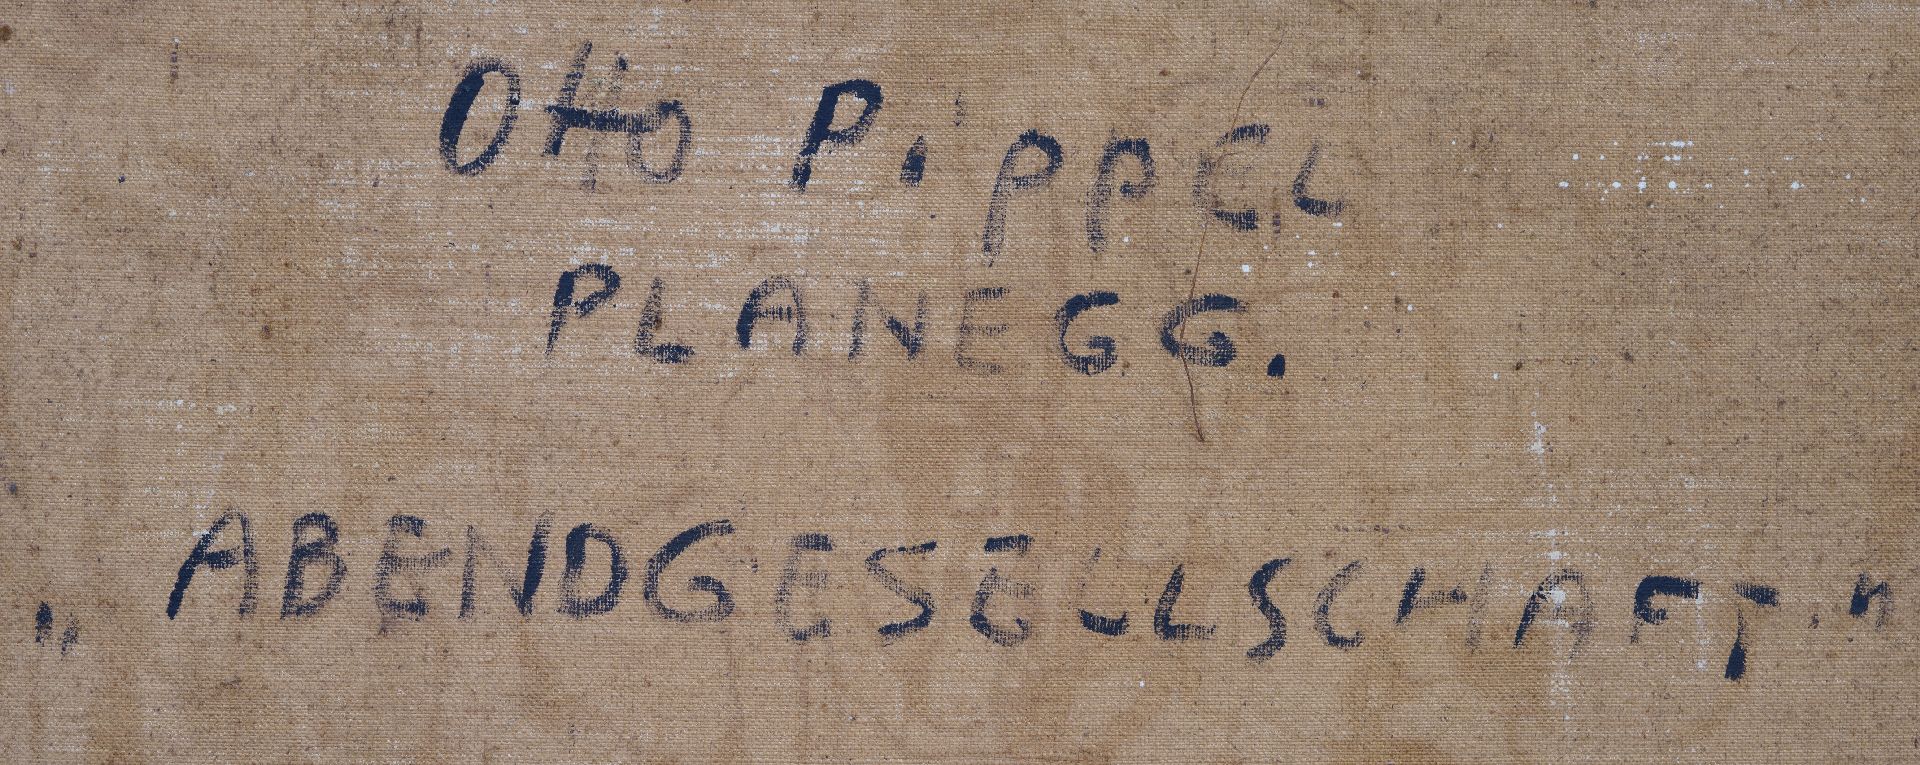 Otto PippEL
PLANEGG.
„ABENDGESELLSCHAFT."